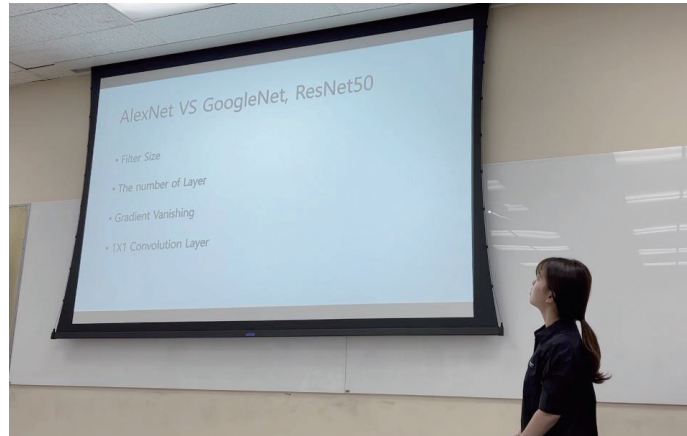 AlexNet VS GoogleNet, ResNet50
• Filter Size
• The number of Layer
• Gradient Vanishing
• 1X1 Convolution Layer